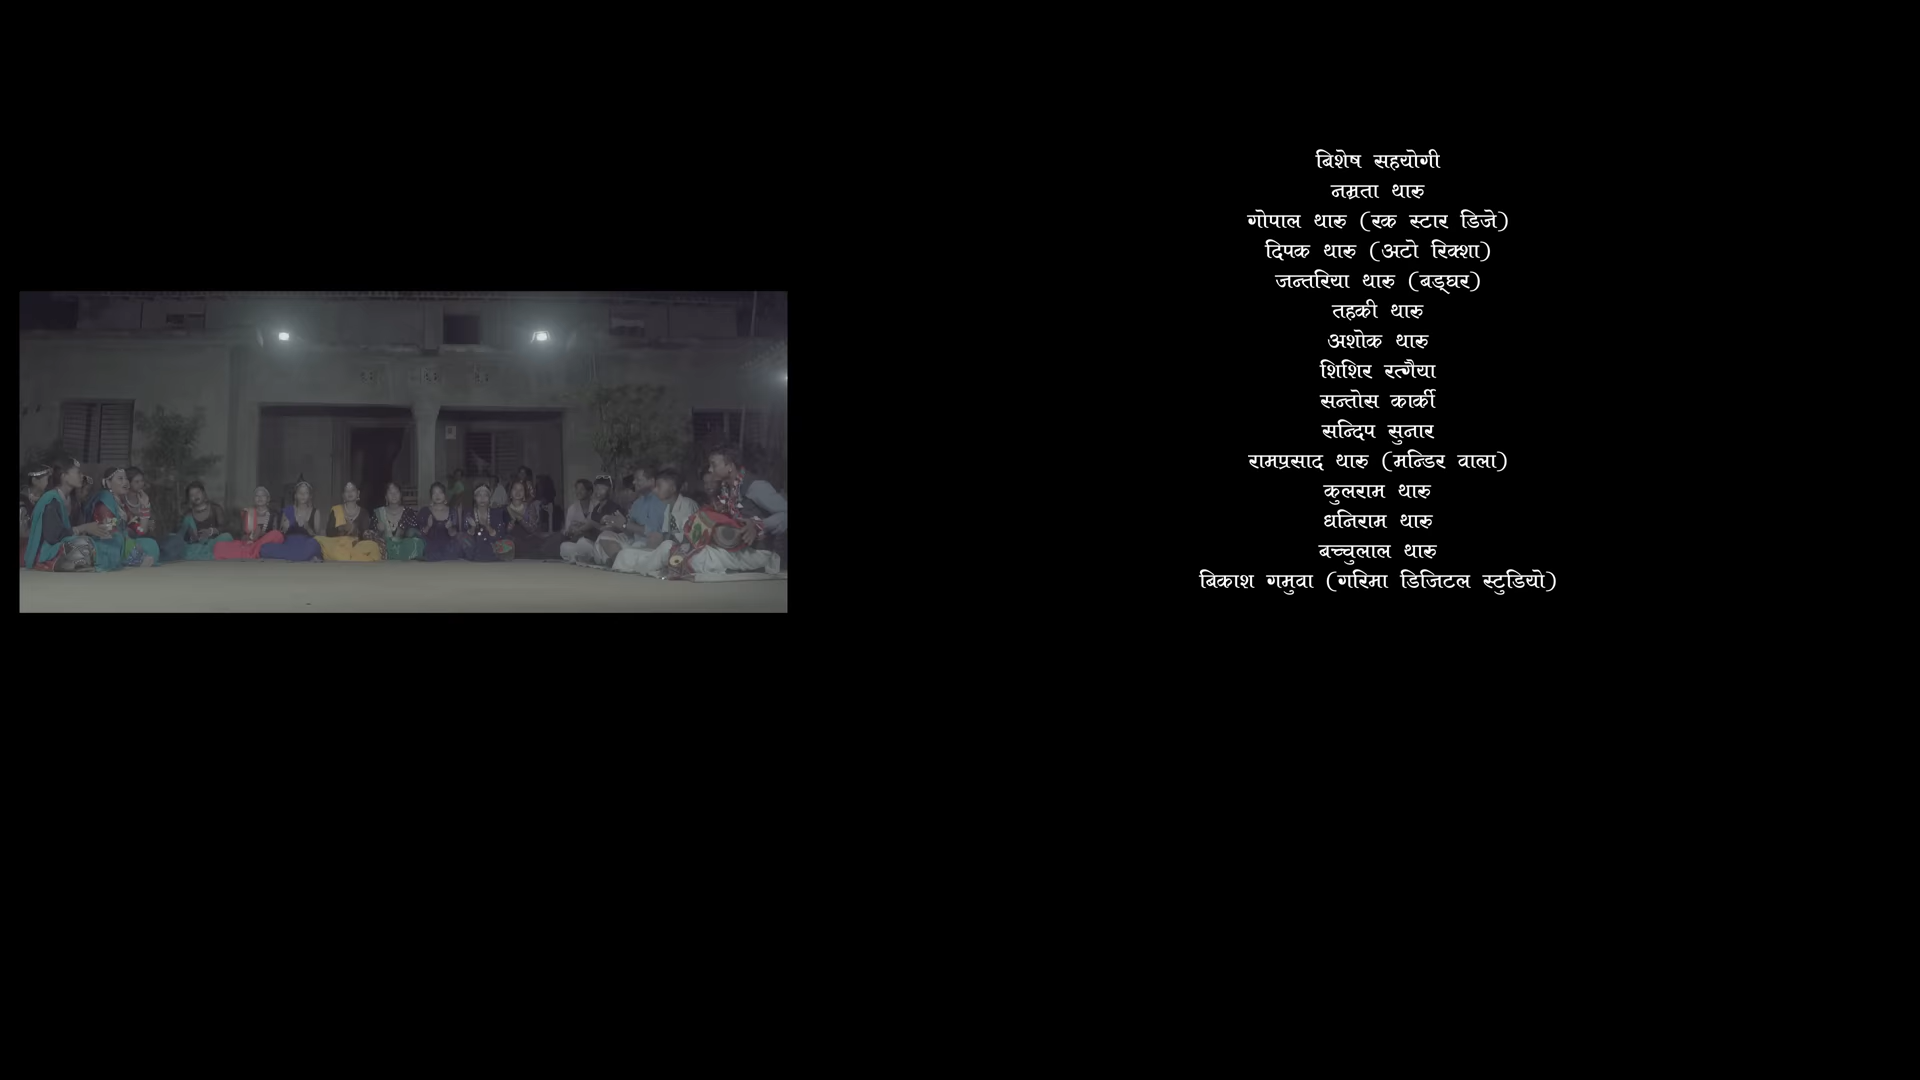 बिशेष सहयोगी
नम्रता थारु
गोपाल थारु (रक स्टार डिजे)
दिपक थारु (अटो रिक्शा)
जन्तरिया थारु (बड्घर)
तहकी थारु
अशोक थारु
शिशिर रत्गैया
सन्तोस कार्की
सन्दिप सुनार
रामप्रसाद थारु (मन्डिर वाला)
कुलराम थारु
धनिराम थारु
बच्चुलाल थारु
बिकाश गमुवा (गरिमा डिजिटल स्टुडियो)